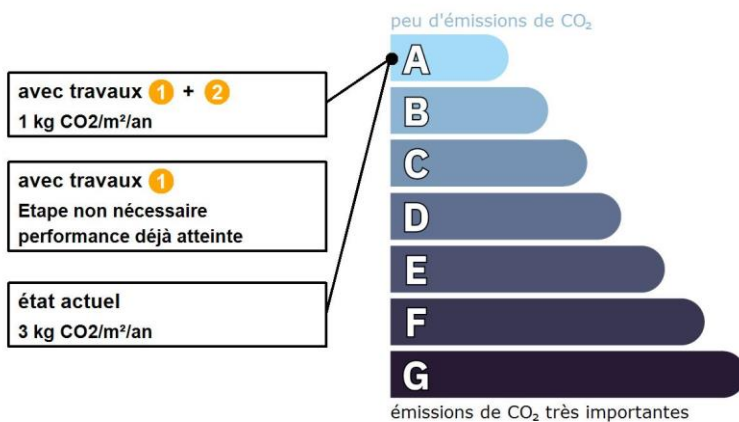 peu d'émissions de CO₂
avec travaux 1 + 2
1 kg CO2/m²/an
avec travaux 1
Etape non nécessaire
performance déjà atteinte
état actuel
3 kg CO2/m²/an
A
B
C
D
E
F
G
émissions de CO₂ très importantes